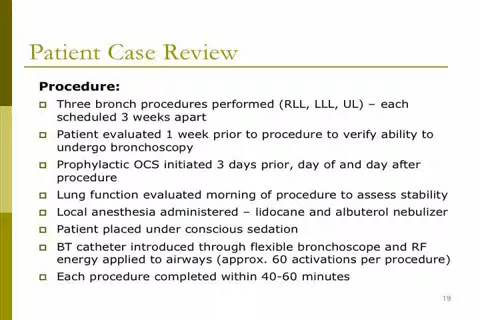 Patient Case Review
Procedure:
Three bronch procedures performed (RLL, LLL, UL) – each
scheduled 3 weeks apart
Patient evaluated 1 week prior to procedure to verify ability to
undergo bronchoscopy
Prophylactic OCS initiated 3 days prior, day of and day after
procedure
Lung function evaluated morning of procedure to assess stability
Local anesthesia administered – lidocane and albuterol nebulizer
Patient placed under conscious sedation
BT catheter introduced through flexible bronchoscope and RF
energy applied to airways (approx. 60 activations per procedure)
Each procedure completed within 40-60 minutes
19